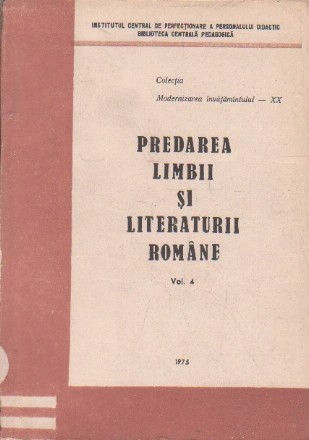 INSTITUTUL CENTRAL DE PERFECȚIONARE A PERSONALULUI DIDACTIC
BIBLIOTECA CENTRALĂ PEDAGOGICĂ
Colecția
Modernizarea învățămîntului — XX
PREDAREA
LIMBII
ȘI
LITERATURII
ROMÂNE
Vol. 4
1975